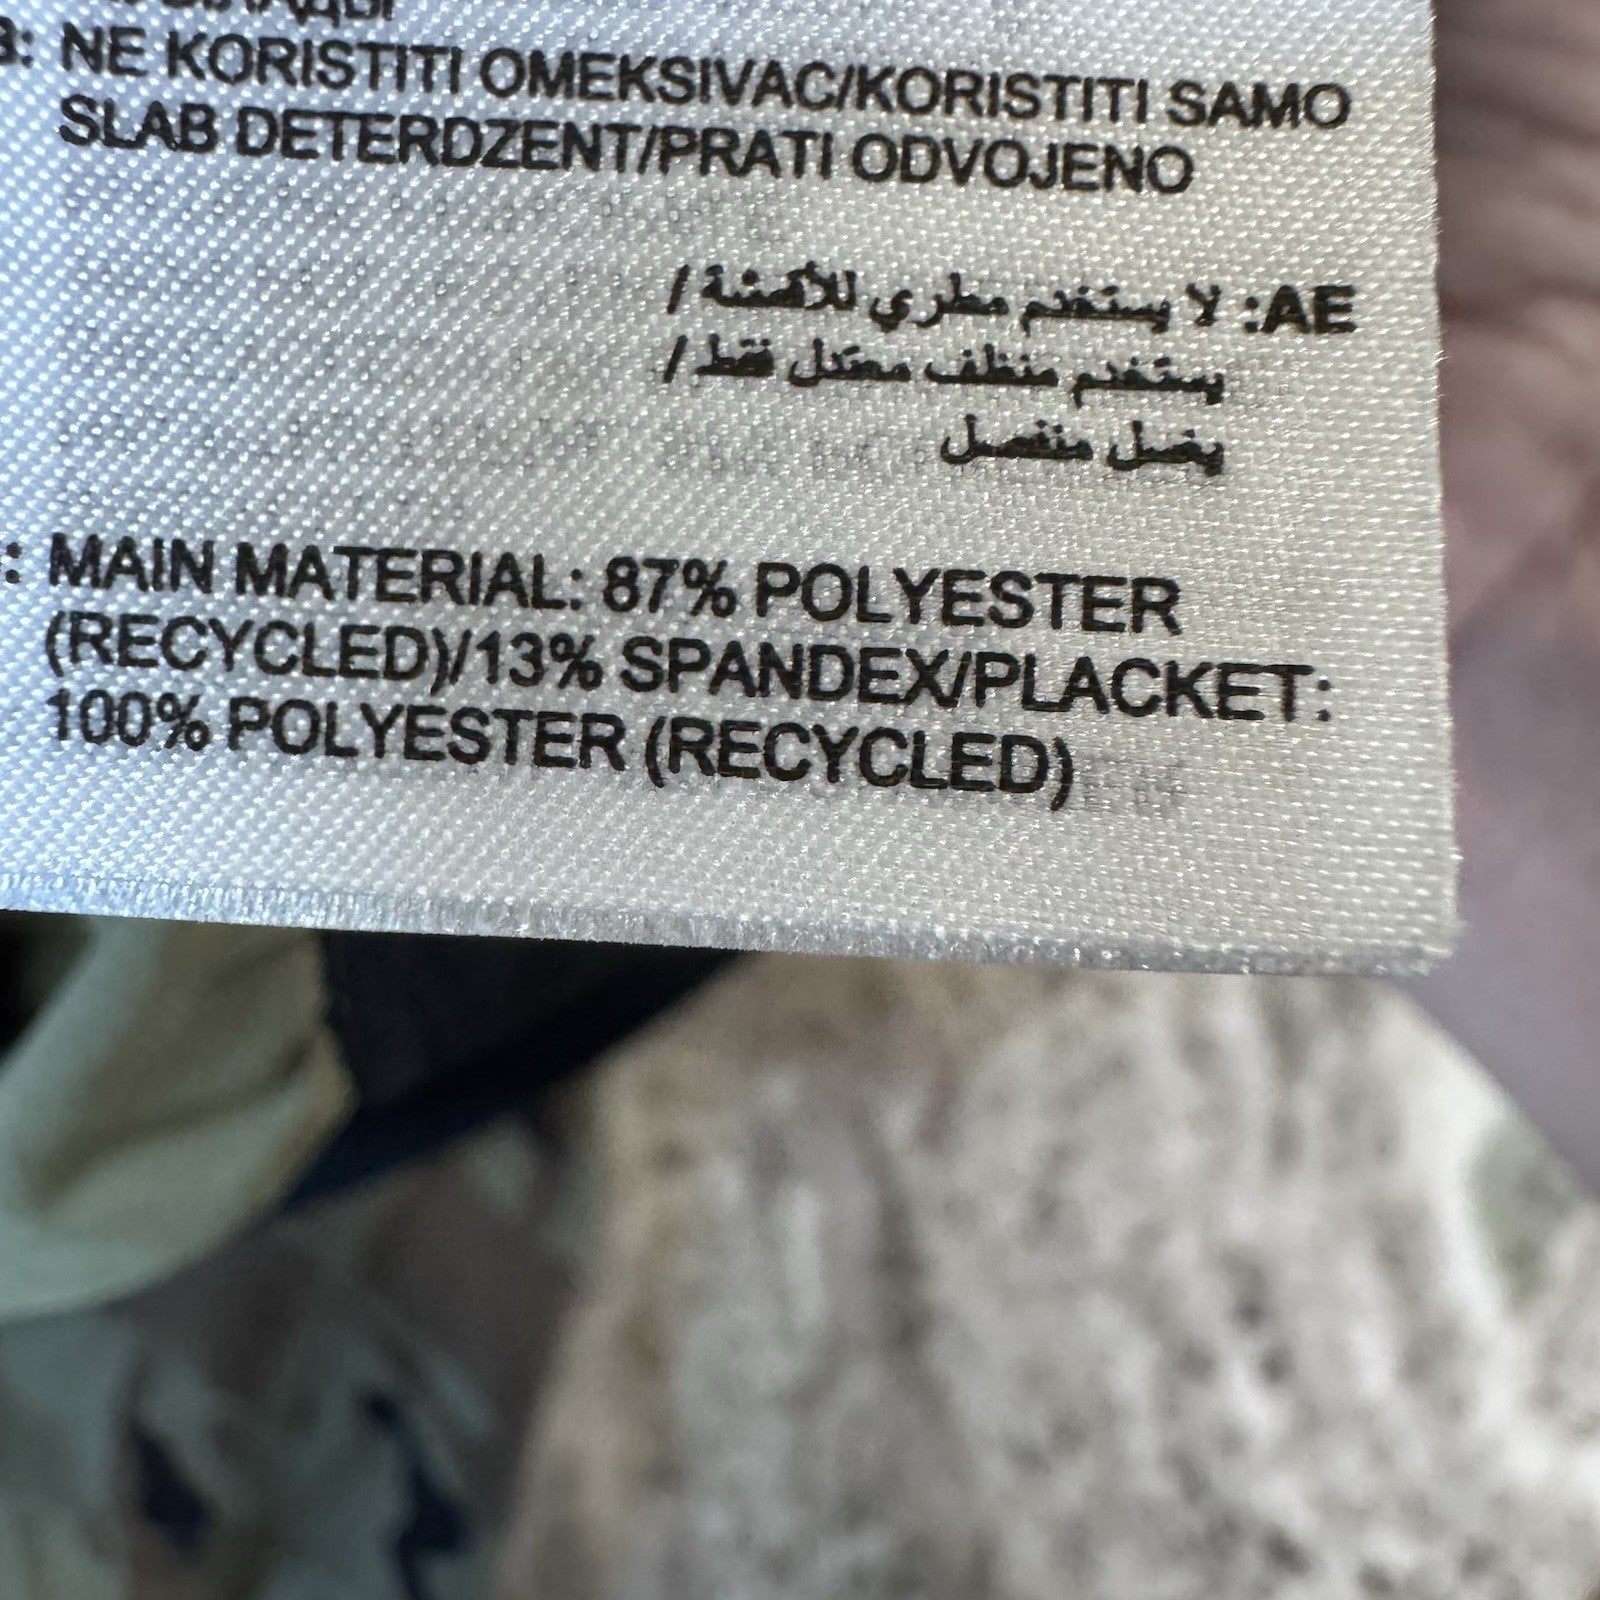 : NE KORISTITI OMEKSIVAC/KORISTITI SAMO
SLAB DETERDZENT/PRATI ODVOJENO
AE: لا يستخدم مطري للأقمشة /
يستخدم منظف معتدل فقط /
يغسل منفصل
: MAIN MATERIAL: 87% POLYESTER
(RECYCLED)/13% SPANDEX/PLACKET:
100% POLYESTER (RECYCLED)